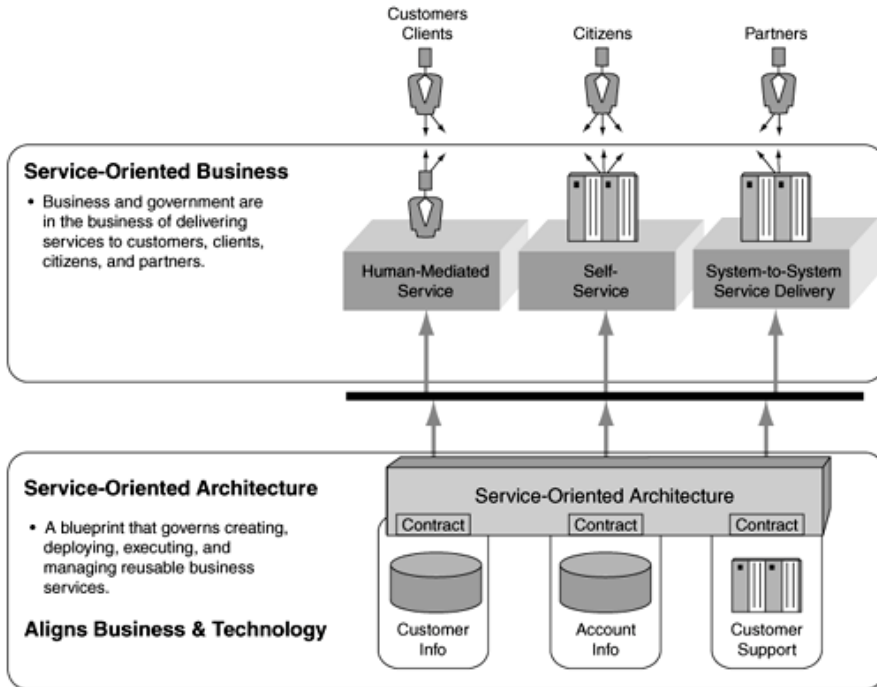 Customers
Clients
Citizens
Partners
Service-Oriented Business
• Business and government are
in the business of delivering
services to customers, clients,
citizens, and partners.
Human-Mediated
Service
Self-
Service
System-to-System
Service Delivery
Service-Oriented Architecture
• A blueprint that governs creating,
deploying, executing, and
managing reusable business
services.
Aligns Business & Technology
Service-Oriented Architecture
Contract
Contract
Contract
Customer
Info
Account
Info
Customer
Support